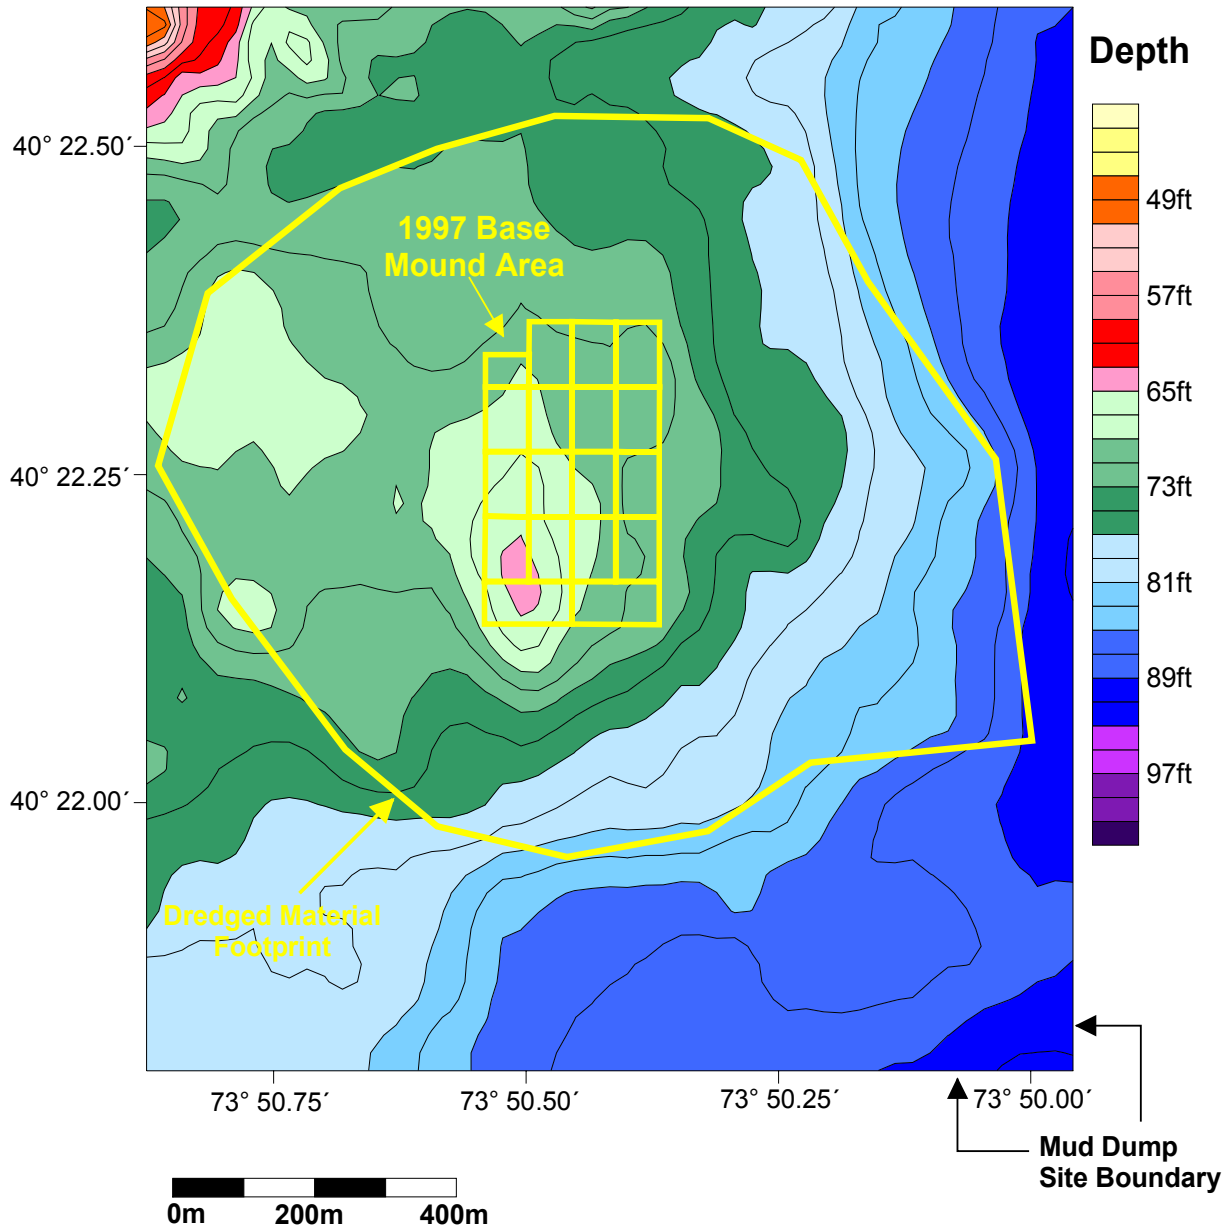 Depth
40° 22.50´
49ft
1997 Base
Mound Area
57ft
65ft
40° 22.25´
73ft
81ft
89ft
97ft
40° 22.00´
Dredged Material
Footprint
73° 50.75´
73° 50.50´
73° 50.25´
73° 50.00´
Mud Dump
Site Boundary
0m
200m
400m